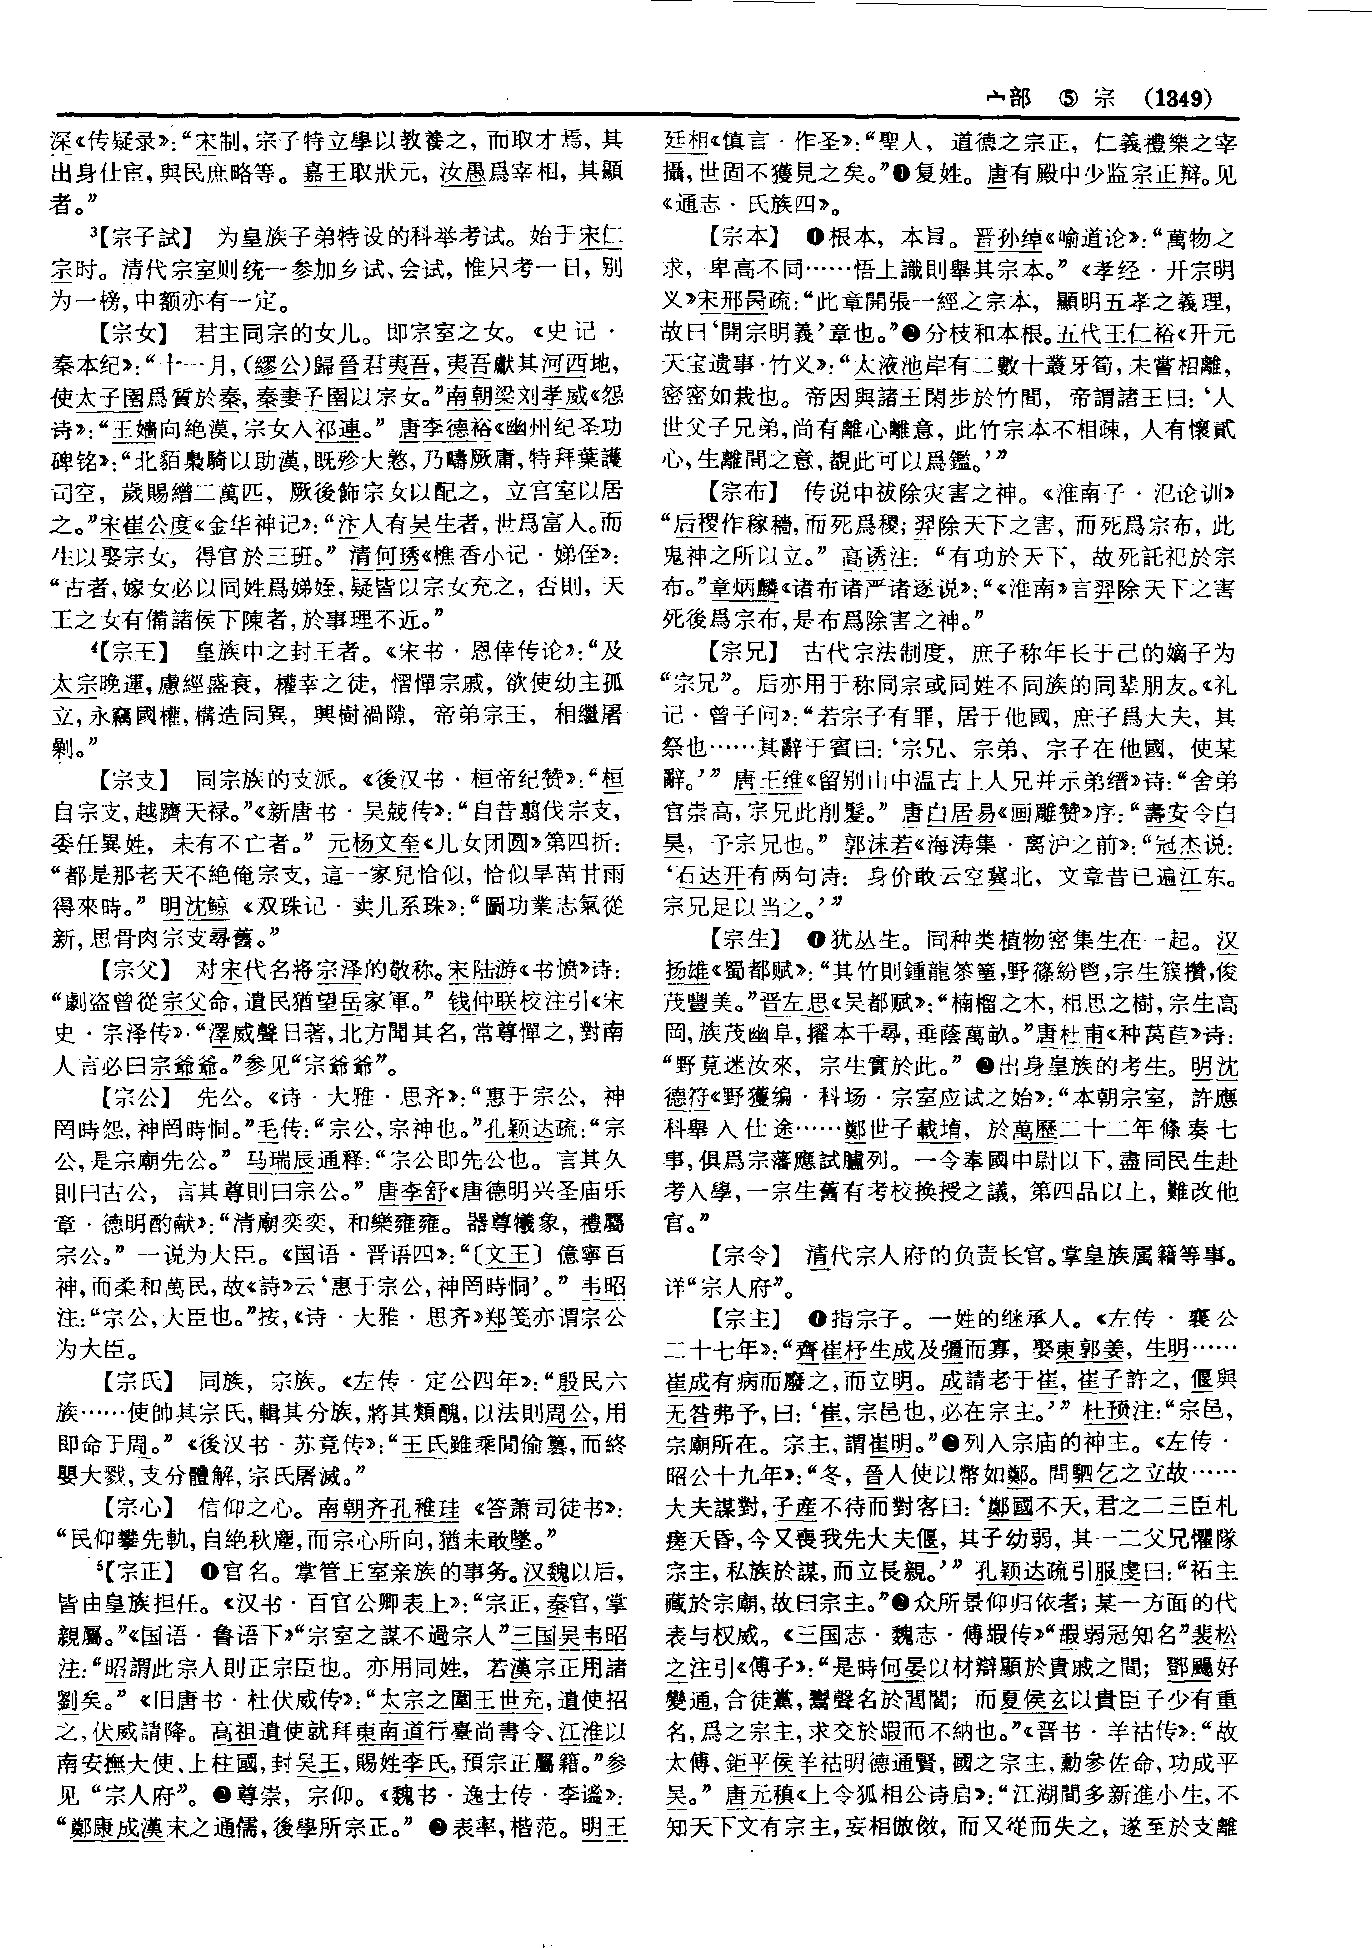 宀部 ⑤ 宗 (1349)
深《传疑录》：“宋制，宗子特立學以教養之，而取才焉，其
出身仕宦，與民庶略等。嘉王取狀元，汝愚爲宰相，其顯
者。”
³【宗子試】 为皇族子弟特设的科举考试。始于宋仁
宗时。清代宗室则统一参加乡试、会试，惟只考一日，别
为一榜，中额亦有一定。
【宗女】 君主同宗的女儿。即宗室之女。《史记·
秦本纪》：“十一月，(繆公)歸晉君夷吾，夷吾獻其河西地，
使太子圉爲質於秦，秦妻子圉以宗女。”南朝梁刘孝威《怨
诗》：“王嬙向絶漠，宗女入祁連。” 唐李德裕《幽州纪圣功
碑铭》：“北貊梟騎以助漢，既殄大憝，乃疇厥庸，特拜葉護
司空，歲賜繒二萬匹，厥後飾宗女以配之，立宫室以居
之。”宋崔公度《金华神记》：“汴人有吴生者，世爲富人。而
生以娶宗女，得官於三班。” 清何琇《樵香小记·娣侄》：
“古者，嫁女必以同姓爲娣姪，疑皆以宗女充之，否則，天
王之女有備諸侯下陳者，於事理不近。”
⁴【宗王】 皇族中之封王者。《宋书·恩倖传论》：“及
太宗晚運，慮經盛衰，權幸之徒，慴憚宗戚，欲使幼主孤
立，永竊國權，構造同異，興樹禍隙，帝弟宗王，相繼屠
剿。”
【宗支】 同宗族的支派。《後汉书·桓帝纪赞》：“桓
自宗支，越躋天禄。”《新唐书·吴兢传》：“自昔翦伐宗支，
委任異姓，未有不亡者。” 元杨文奎《儿女团圆》第四折：
“都是那老天不絶俺宗支，這一家兒恰似，恰似旱苗甘雨
得來時。” 明沈鲸《双珠记·卖儿系珠》：“圖功業志氣從
新，思骨肉宗支尋舊。”
【宗父】 对宋代名将宗泽的敬称。宋陆游《书愤》诗：
“劇盗曾從宗父命，遺民猶望岳家軍。” 钱仲联校注引《宋
史·宗泽传》：“澤威聲日著，北方聞其名，常尊憚之，對南
人言必曰宗爺爺。”参见“宗爷爷”。
【宗公】 先公。《诗·大雅·思齐》：“惠于宗公，神
罔時怨，神罔時恫。”毛传：“宗公，宗神也。”孔颖达疏：“宗
公，是宗廟先公。” 马瑞辰通释：“宗公即先公也。言其久
則曰古公，言其尊則曰宗公。” 唐李舒《唐德明兴圣庙乐
章·德明酌献》：“清廟奕奕，和樂雍雍。器尊犧象，禮屬
宗公。” 一说为大臣。《国语·晋语四》：“〔文王〕億寧百
神，而柔和萬民，故《詩》云‘惠于宗公，神罔時恫’。” 韦昭
注：“宗公，大臣也。”按，《诗·大雅·思齐》郑笺亦谓宗公
为大臣。
【宗氏】 同族，宗族。《左传·定公四年》：“殷民六
族……使帥其宗氏，輯其分族，將其類醜，以法則周公，用
即命于周。” 《後汉书·苏竟传》：“王氏雖乘間偷篡，而終
嬰大戮，支分體解，宗氏屠滅。”
【宗心】 信仰之心。南朝齐孔稚珪《答萧司徒书》：
“民仰攀先軌，自绝秋塵，而宗心所向，猶未敢墜。”
⁵【宗正】 ❶官名。掌管王室亲族的事务。汉魏以后，
皆由皇族担任。《汉书·百官公卿表上》：“宗正，秦官，掌
親屬。”《国语·鲁语下》“宗室之謀不過宗人”三国吴韦昭
注：“昭謂此宗人則正宗臣也。亦用同姓，若漢宗正用諸
劉矣。” 《旧唐书·杜伏威传》：“太宗之圍王世充，遺使招
之，伏威請降。高祖遣使就拜東南道行臺尚書令、江淮以
南安撫大使、上柱國，封吴王，賜姓李氏，預宗正屬籍。”参
见“宗人府”。❷尊崇，宗仰。《魏书·逸士传·李谧》：
“鄭康成漢末之通儒，後學所宗正。” ❸表率，楷范。明王
廷相《慎言·作圣》：“聖人，道德之宗正，仁義禮樂之宰
攝，世固不獲見之矣。”❹复姓。唐有殿中少监宗正辩。见
《通志·氏族四》。
【宗本】 ❶根本，本旨。晋孙绰《喻道论》：“萬物之
求，卑高不同……悟上識則舉其宗本。”《孝经·开宗明
义》宋邢昺疏：“此章開張一經之宗本，顯明五孝之義理，
故曰‘開宗明義’章也。”❷分枝和本根。五代王仁裕《开元
天宝遗事·竹义》：“太液池岸有二數十叢牙筍，未嘗相離，
密密如栽也。帝因與諸王閑步於竹間，帝謂諸王曰：‘人
世父子兄弟，尚有離心離意，此竹宗本不相疎，人有懷貳
心，生離間之意，覩此可以爲鑑。’”
【宗布】 传说中祓除灾害之神。《淮南子·氾论训》
“后稷作稼穡，而死爲稷；羿除天下之害，而死爲宗布，此
鬼神之所以立。” 高诱注：“有功於天下，故死託祀於宗
布。”章炳麟《诸布诸严诸逐说》：“《淮南》言羿除天下之害
死後爲宗布，是布爲除害之神。”
【宗兄】 古代宗法制度，庶子称年长于己的嫡子为
“宗兄”。后亦用于称同宗或同姓不同族的同辈朋友。《礼
记·曾子问》：“若宗子有罪，居于他國，庶子爲大夫，其
祭也……其辭于賓曰：‘宗兄、宗弟、宗子在他國，使某
辭。’” 唐王维《留别山中温古上人兄并示弟缙》诗：“舍弟
官崇高，宗兄此削髮。” 唐白居易《画雕赞》序：“壽安令白
昊，予宗兄也。” 郭沫若《海涛集·离沪之前》：“冠杰说：
‘石达开有两句诗：身价敢云空冀北，文章昔已遍江东。
宗兄足以当之。’”
【宗生】 ❶犹丛生。同种类植物密集生在一起。汉
扬雄《蜀都赋》：“其竹則鍾龍筡篁，野篠紛鬯，宗生簇攢，俊
茂豐美。”晋左思《吴都赋》：“楠榴之木，相思之樹，宗生高
岡，族茂幽阜，擢本千尋，垂蔭萬畝。”唐杜甫《种莴苣》诗：
“野莧迷汝來，宗生實於此。” ❷出身皇族的考生。明沈
德符《野獲编·科场·宗室应试之始》：“本朝宗室，許應
科舉入仕途……鄭世子載堉，於萬歷二十二年條奏七
事，俱爲宗藩應試臚列。一令奉國中尉以下，盡同民生赴
考入學，一宗生舊有考校换授之議，第四品以上，難改他
官。”
【宗令】 清代宗人府的负责长官。掌皇族属籍等事。
详“宗人府”。
【宗主】 ❶指宗子。一姓的继承人。《左传·襄公
二十七年》：“齊崔杼生成及彊而寡，娶東郭姜，生明……
崔成有病而廢之，而立明。成請老于崔，崔子許之，偃與
无咎弗予，曰：‘崔，宗邑也，必在宗主。’” 杜预注：“宗邑，
宗廟所在。宗主，謂崔明。”❷列入宗庙的神主。《左传·
昭公十九年》：“冬，晉人使以幣如鄭。問駟乞之立故……
大夫謀對，子產不待而對客曰：‘鄭國不天，君之二三臣札
瘥夭昏，今又喪我先大夫偃，其子幼弱，其一二父兄懼隊
宗主，私族於謀，而立長親。’” 孔颖达疏引服虔曰：“祏主
藏於宗廟，故曰宗主。”❸众所景仰归依者；某一方面的代
表与权威。《三国志·魏志·傅嘏传》“嘏弱冠知名”裴松
之注引《傅子》：“是時何晏以材辯顯於貴戚之間；鄧颺好
變通，合徒黨，鬻聲名於閭閻；而夏侯玄以貴臣子少有重
名，爲之宗主，求交於嘏而不納也。”《晋书·羊祜传》：“故
太傅、鉅平侯羊祜明德通賢，國之宗主，勳參佐命，功成平
吴。” 唐元稹《上令狐相公诗启》：“江湖間多新進小生，不
知天下文有宗主，妄相倣傚，而又從而失之，遂至於支離